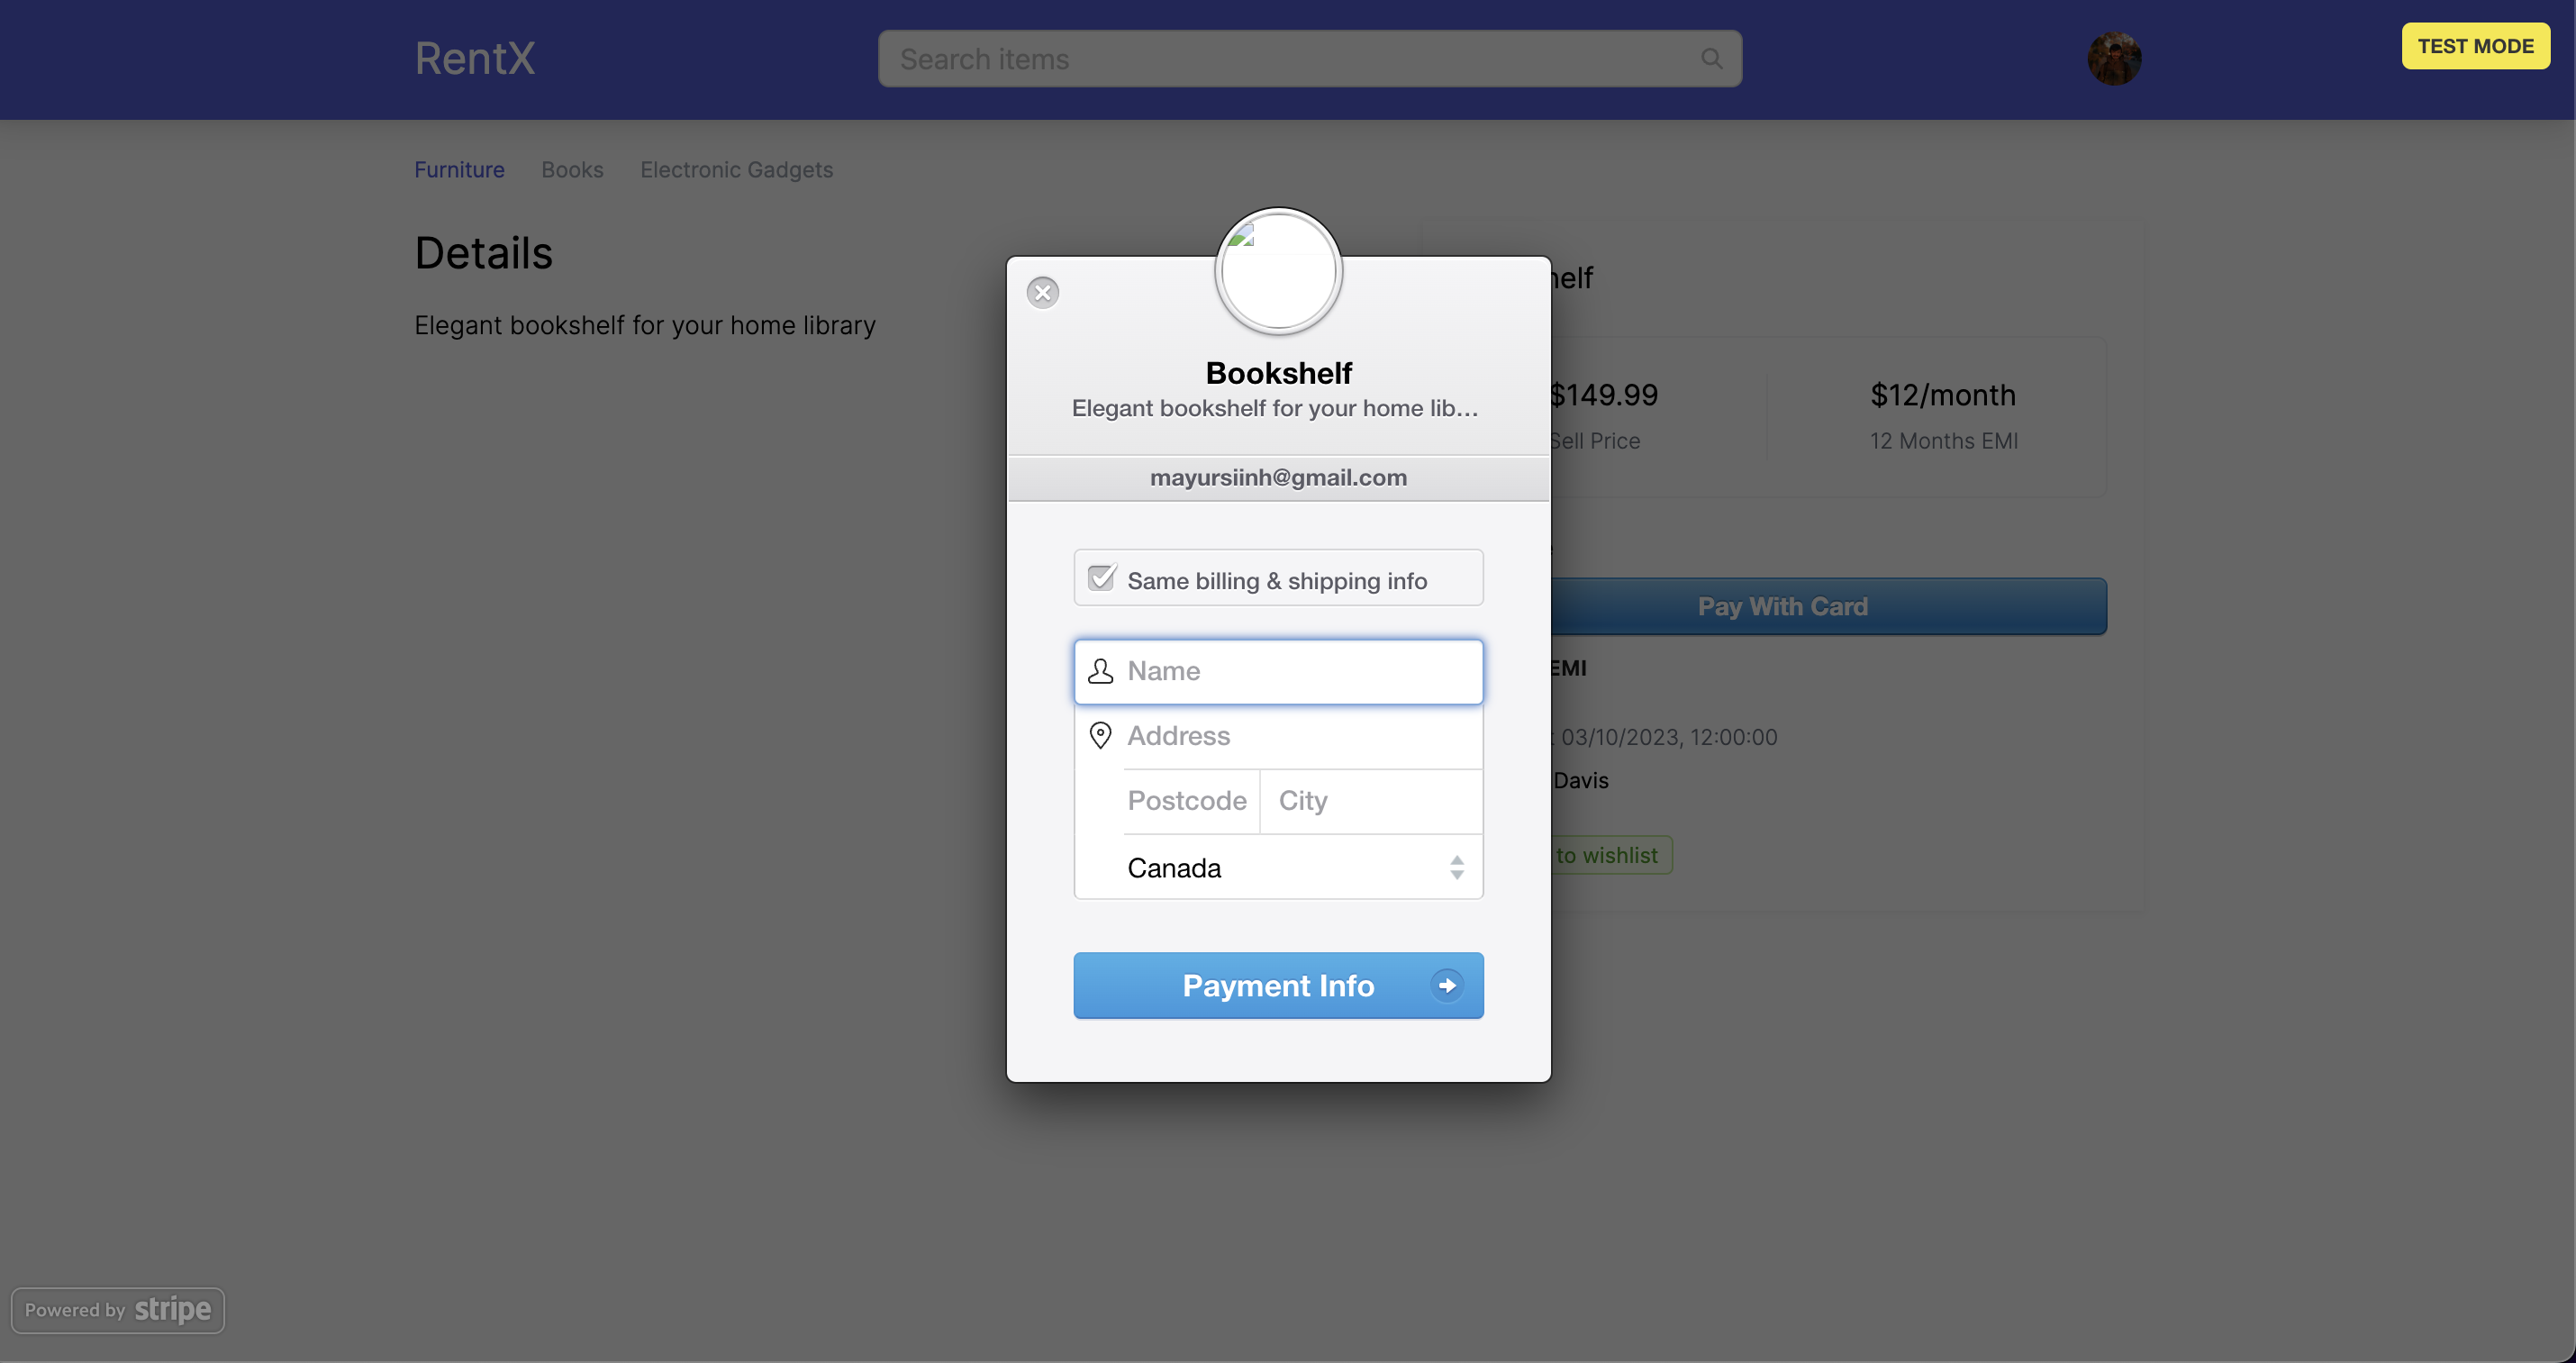 RentX
Search items
TEST MODE
Furniture Books Electronic Gadgets
Details
Elegant bookshelf for your home library
Bookshelf
Elegant bookshelf for your home lib...
mayursiinh@gmail.com
Same billing & shipping info
Name
Address
Postcode City
Canada
Payment Info
$149.99 $12/month
Sell Price 12 Months EMI
Pay With Card
EMI
03/10/2023, 12:00:00
Davis
to wishlist
Powered by stripe